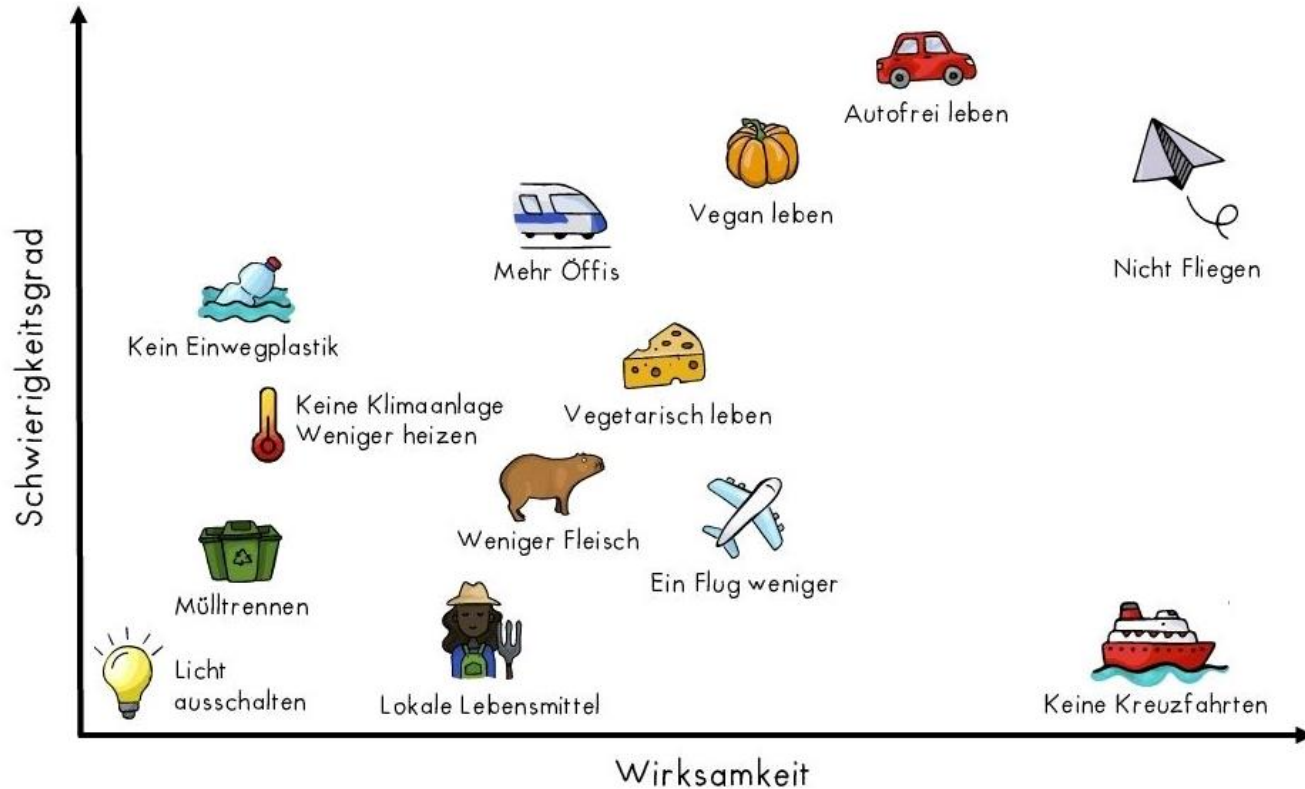 Autofrei leben
Vegan leben
Mehr Öffis
Nicht Fliegen
Kein Einwegplastik
Keine Klimaanlage
Weniger heizen
Vegetarisch leben
Weniger Fleisch
Ein Flug weniger
Mülltrennen
Licht
ausschalten
Lokale Lebensmittel
Keine Kreuzfahrten
Schwierigkeitsgrad
Wirksamkeit